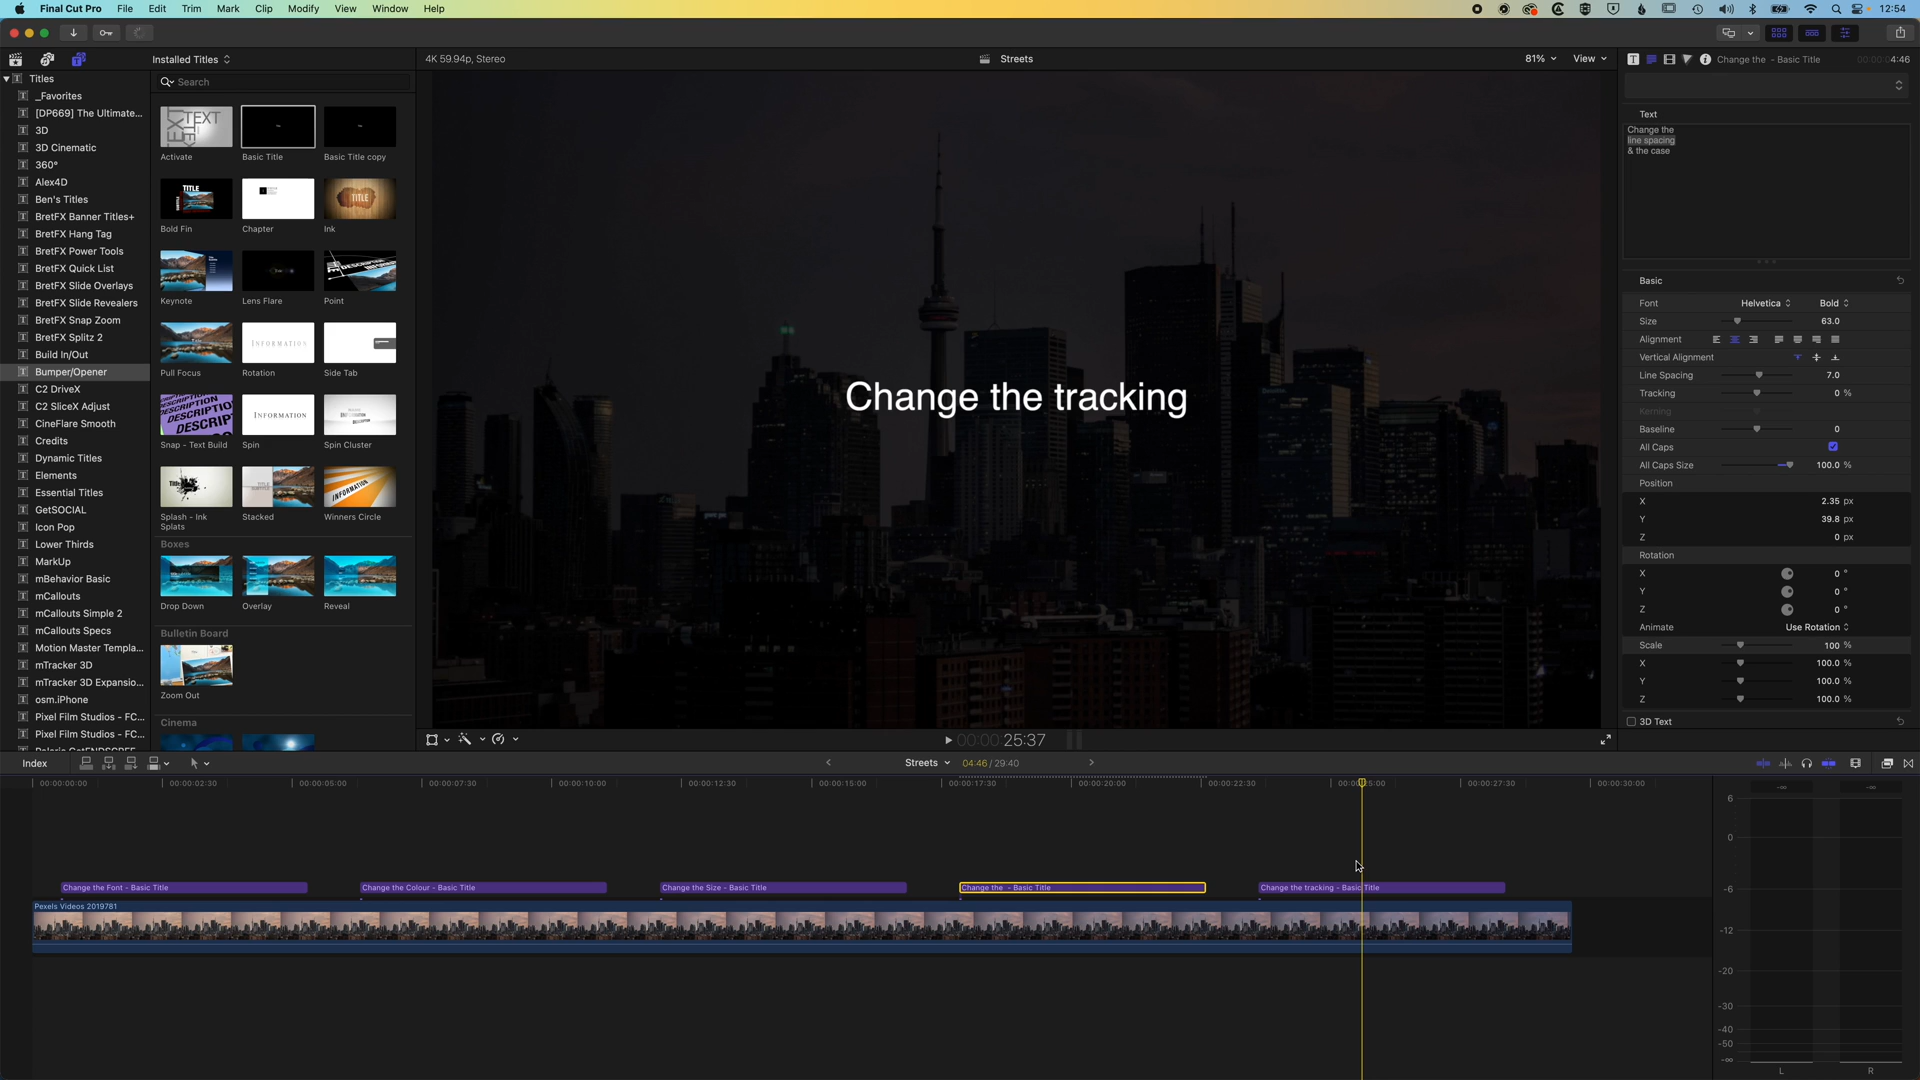 Final Cut Pro File Edit Trim Mark Clip Modify View Window Help 12:54
Installed Titles
4K 59.94p, Stereo
Streets
81%
View
Change the - Basic Title
00:00:04:46
Titles
_Favorites
[DP669] The Ultimate...
3D
3D Cinematic
360°
Alex4D
Ben's Titles
BretFX Banner Titles+
BretFX Hang Tag
BretFX Power Tools
BretFX Quick List
BretFX Slide Overlays
BretFX Slide Revealers
BretFX Snap Zoom
BretFX Splitz 2
Build In/Out
Bumper/Opener
C2 DriveX
C2 SliceX Adjust
CineFlare Smooth
Credits
Dynamic Titles
Elements
Essential Titles
GetSOCIAL
Icon Pop
Lower Thirds
MarkUp
mBehavior Basic
mCallouts
mCallouts Simple 2
mCallouts Specs
Motion Master Templa...
mTracker 3D
mTracker 3D Expansio...
osm.iPhone
Pixel Film Studios - FC...
Pixel Film Studios - FC...
Search
Activate
Basic Title
Basic Title copy
Bold Fin
Chapter
Ink
Keynote
Lens Flare
Point
Pull Focus
Rotation
Side Tab
Snap - Text Build
Spin
Spin Cluster
Splash - Ink Splats
Stacked
Winners Circle
Boxes
Drop Down
Overlay
Reveal
Bulletin Board
Zoom Out
Cinema
Change the tracking
00:00:25:37
Text
Change the
line spacing
& the case
Basic
Font Helvetica Bold
Size 63.0
Alignment
Vertical Alignment
Line Spacing 7.0
Tracking 0 %
Kerning
Baseline 0
All Caps
All Caps Size 100.0 %
Position
X 2.35 px
Y 39.8 px
Z 0 px
Rotation
X 0 °
Y 0 °
Z 0 °
Animate Use Rotation
Scale 100 %
X 100.0 %
Y 100.0 %
Z 100.0 %
3D Text
Index
Streets 04:46 / 29:40
00:00:00:00 00:00:02:30 00:00:05:00 00:00:07:30 00:00:10:00 00:00:12:30 00:00:15:00 00:00:17:30 00:00:20:00 00:00:22:30 00:00:25:00 00:00:27:30 00:00:30:00
Change the Font - Basic Title
Change the Colour - Basic Title
Change the Size - Basic Title
Change the - Basic Title
Change the tracking - Basic Title
Pexels Videos 2019781
-∞ -∞
6
0
-6
-12
-20
-30
-40
-50
-∞
L R